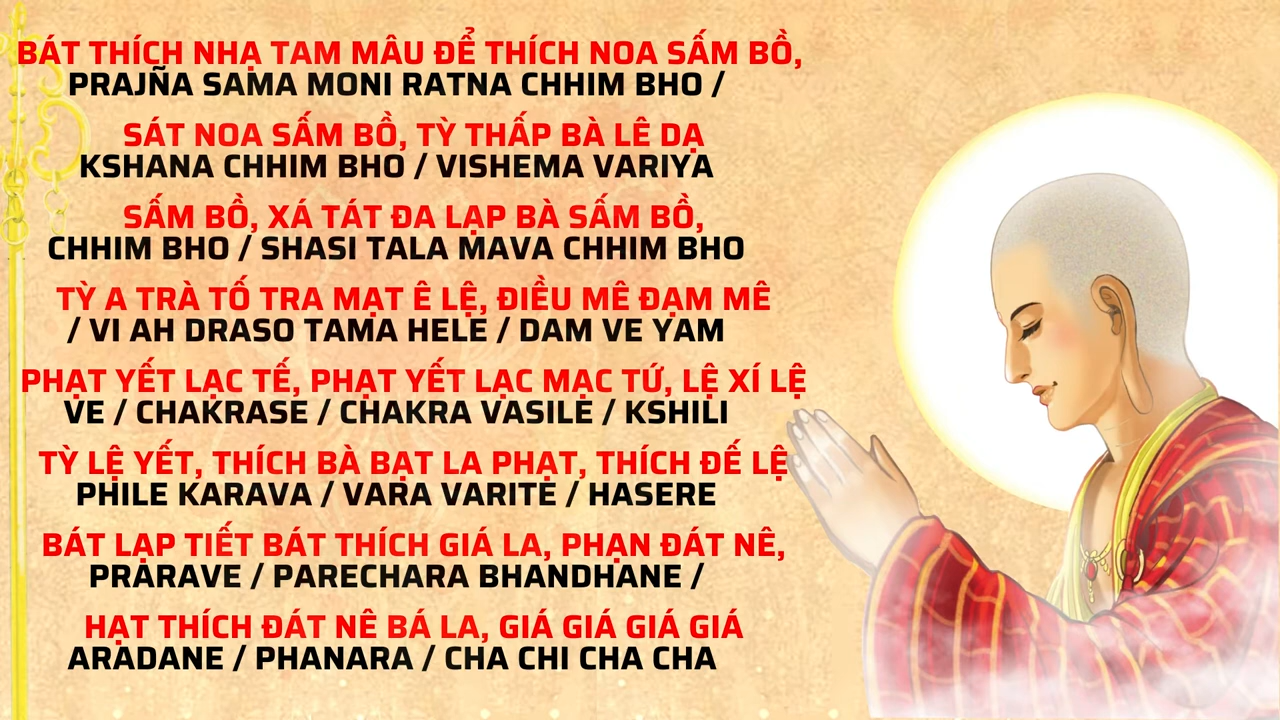 BÁT THÍCH NHẠ TAM MÂU ĐỂ THÍCH NOA SẤM BỒ,
PRAJÑA SAMA MONI RATNA CHHIM BHO /
SÁT NOA SẤM BỒ, TỲ THẤP BÀ LÊ DẠ
KSHANA CHHIM BHO / VISHEMA VARIYA
SẤM BỒ, XÁ TÁT ĐA LẠP BÀ SẤM BỒ,
CHHIM BHO / SHASI TALA MAVA CHHIM BHO
TỲ A TRÀ TỐ TRA MẠT Ê LỆ, ĐIỀU MÊ ĐẠM MÊ
/ VI AH DRASO TAMA HELE / DAM VE YAM
PHẠT YẾT LẠC TẾ, PHẠT YẾT LẠC MẠC TỨ, LỆ XÍ LỆ
VE / CHAKRASE / CHAKRA VASILE / KSHILI
TỲ LỆ YẾT, THÍCH BÀ BẠT LA PHẠT, THÍCH ĐẾ LỆ
PHILE KARAVA / VARA VARITE / HASERE
BÁT LẠP TIẾT BÁT THÍCH GIÁ LA, PHẠN ĐÁT NÊ,
PRARAVE / PARECHARA BHANDHANE /
HẠT THÍCH ĐÁT NÊ BÁ LA, GIÁ GIÁ GIÁ GIÁ
ARADANE / PHANARA / CHA CHI CHA CHA